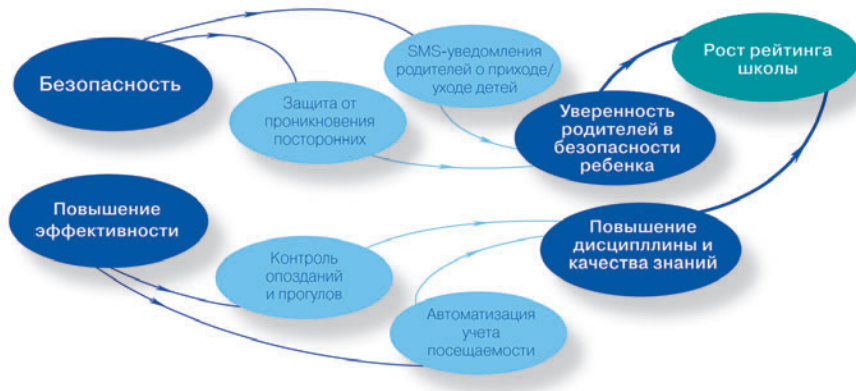 Безопасность
SMS-уведомления
родителей о приходе/
уходе детей
Рост рейтинга
школы
Защита от
проникновения
посторонних
Уверенность
родителей в
безопасности
ребенка
Повышение
эффективности
Контроль
опозданий
и прогулов
Повышение
дисципллины и
качества знаний
Автоматизация
учета
посещаемости